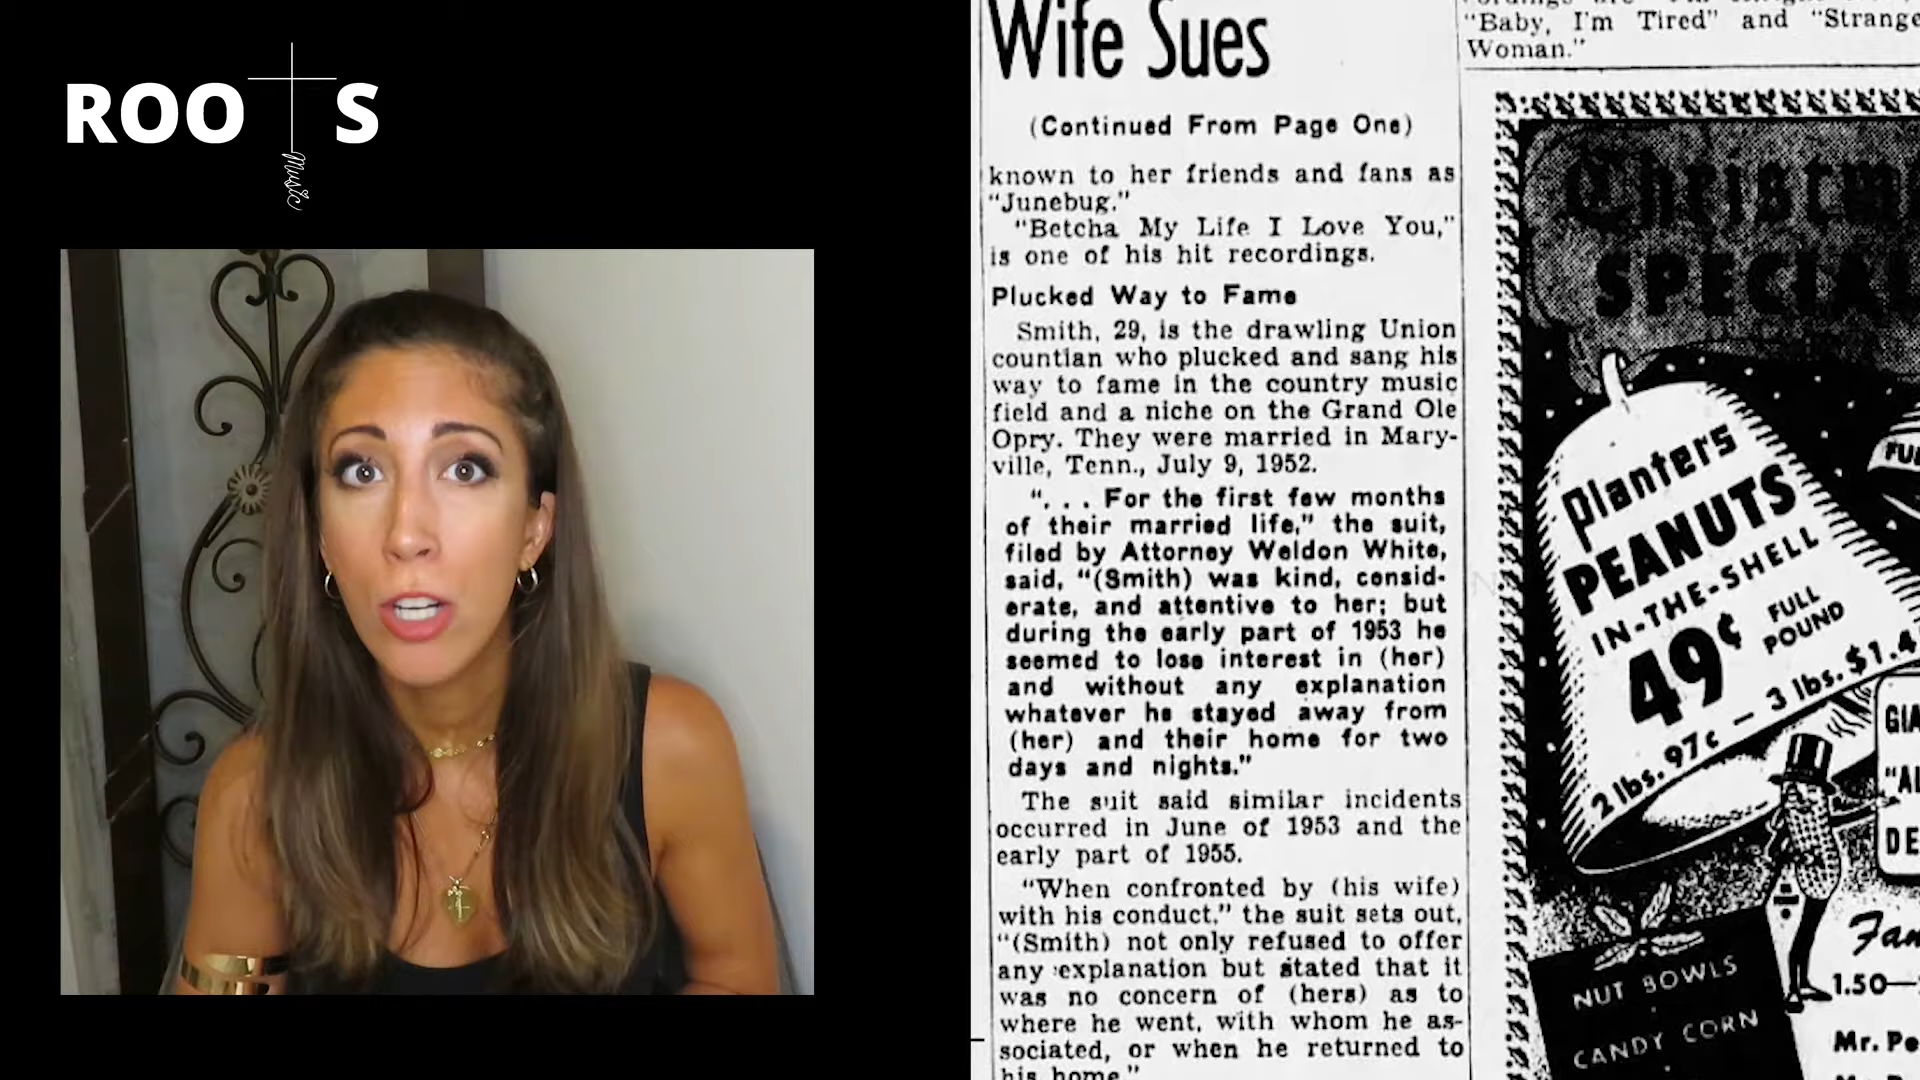 ROOTS
music
Wife Sues
(Continued From Page One)
known to her friends and fans as
"Junebug."
"Betcha My Life I Love You,"
is one of his hit recordings.
Plucked Way to Fame
Smith, 29, is the drawling Union
countian who plucked and sang his
way to fame in the country music
field and a niche on the Grand Ole
Opry. They were married in Mary-
ville, Tenn., July 9, 1952.
". . . For the first few months
of their married life," the suit,
filed by Attorney Weldon White,
said, "(Smith) was kind, consid-
erate, and attentive to her; but
during the early part of 1953 he
seemed to lose interest in (her)
and without any explanation
whatever he stayed away from
(her) and their home for two
days and nights."
The suit said similar incidents
occurred in June of 1953 and the
early part of 1955.
"When confronted by (his wife)
with his conduct," the suit sets out,
"(Smith) not only refused to offer
any explanation but stated that it
was no concern of (hers) as to
where he went, with whom he as-
sociated, or when he returned to
his home."
"Baby, I'm Tired" and "Strange
Woman."
SPECIAL
Planters
PEANUTS
IN-THE-SHELL
49¢ FULL
POUND
2 lbs. 97c — 3 lbs. $1.4
NUT BOWLS
CANDY CORN
1.50—
Mr. Pe